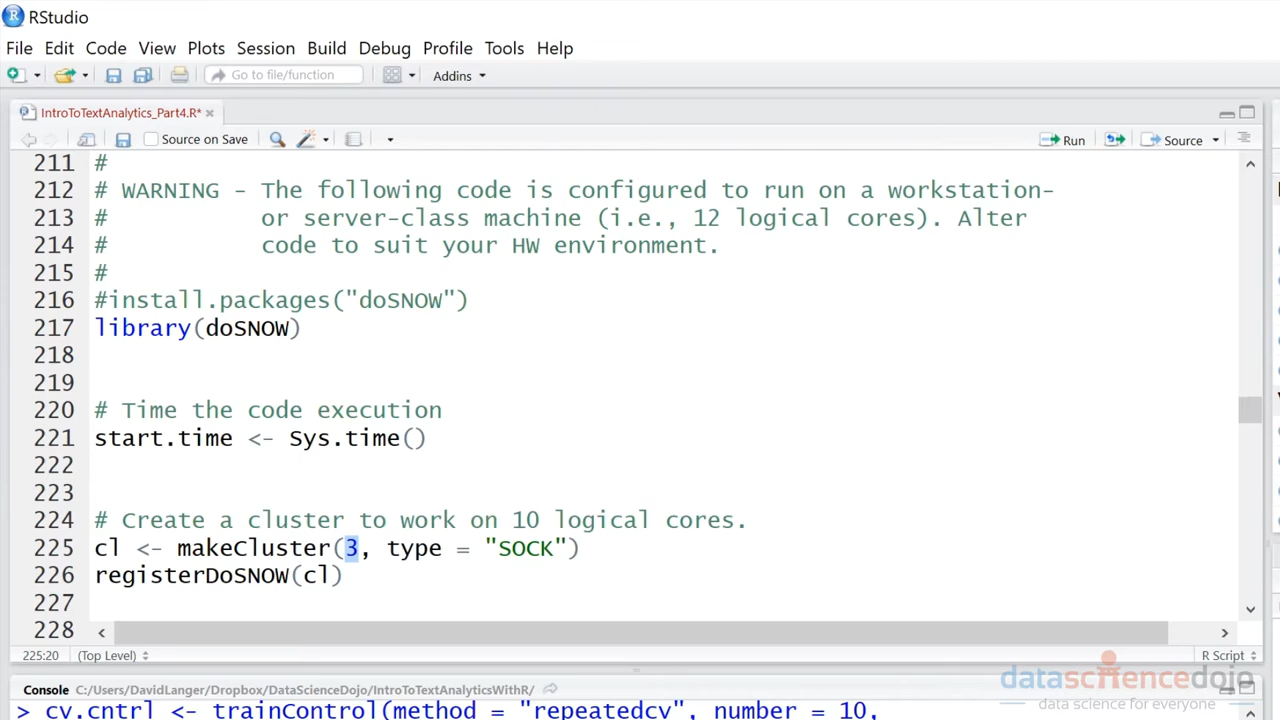 RStudio
File Edit Code View Plots Session Build Debug Profile Tools Help
Go to file/function
Addins
IntroToTextAnalytics_Part4.R*
Source on Save
Run
Source
211 #
212 # WARNING - The following code is configured to run on a workstation-
213 # or server-class machine (i.e., 12 logical cores). Alter
214 # code to suit your HW environment.
215 #
216 #install.packages("doSNOW")
217 library(doSNOW)
218
219
220 # Time the code execution
221 start.time <- Sys.time()
222
223
224 # Create a cluster to work on 10 logical cores.
225 cl <- makeCluster(3, type = "SOCK")
226 registerDoSNOW(cl)
227
228
225:20 (Top Level) R Script
datasciencedojo
data science for everyone
Console C:/Users/DavidLanger/Dropbox/DataScienceDojo/IntroToTextAnalyticsWithR/
> cv.cntrl <- trainControl(method = "repeatedcv", number = 10,